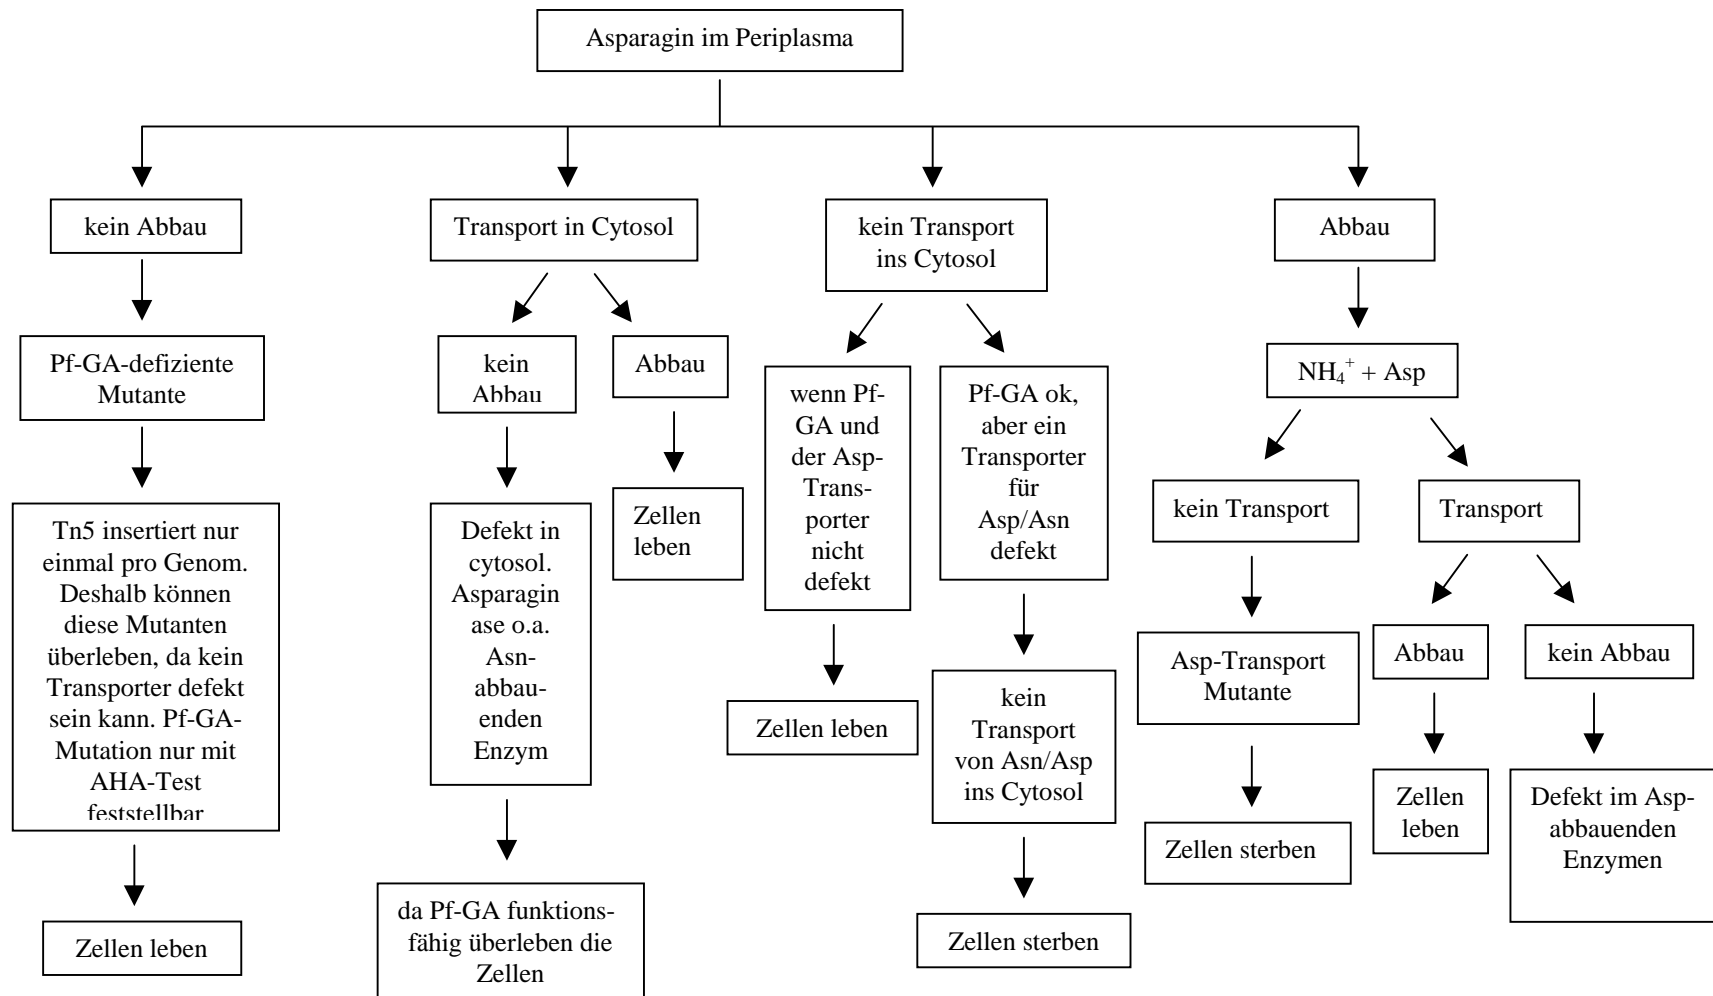 Asparagin im Periplasma
kein Abbau
Transport in Cytosol
kein Transport
ins Cytosol
Abbau
Pf-GA-defiziente
Mutante
kein
Abbau
Abbau
wenn Pf-
GA und
der Asp-
Trans-
porter
nicht
defekt
Pf-GA ok,
aber ein
Transporter
für
Asp/Asn
defekt
NH₄⁺ + Asp
Tn5 insertiert nur
einmal pro Genom.
Deshalb können
diese Mutanten
überleben, da kein
Transporter defekt
sein kann. Pf-GA-
Mutation nur mit
AHA-Test
feststellbar
Defekt in
cytosol.
Asparagin
ase o.a.
Asn-
abbau-
enden
Enzym
Zellen
leben
kein Transport
Transport
Zellen leben
kein
Transport
von Asn/Asp
ins Cytosol
Asp-Transport
Mutante
Abbau
kein Abbau
Zellen leben
da Pf-GA funktions-
fähig überleben die
Zellen
Zellen sterben
Zellen sterben
Zellen
leben
Defekt im Asp-
abbauenden
Enzymen